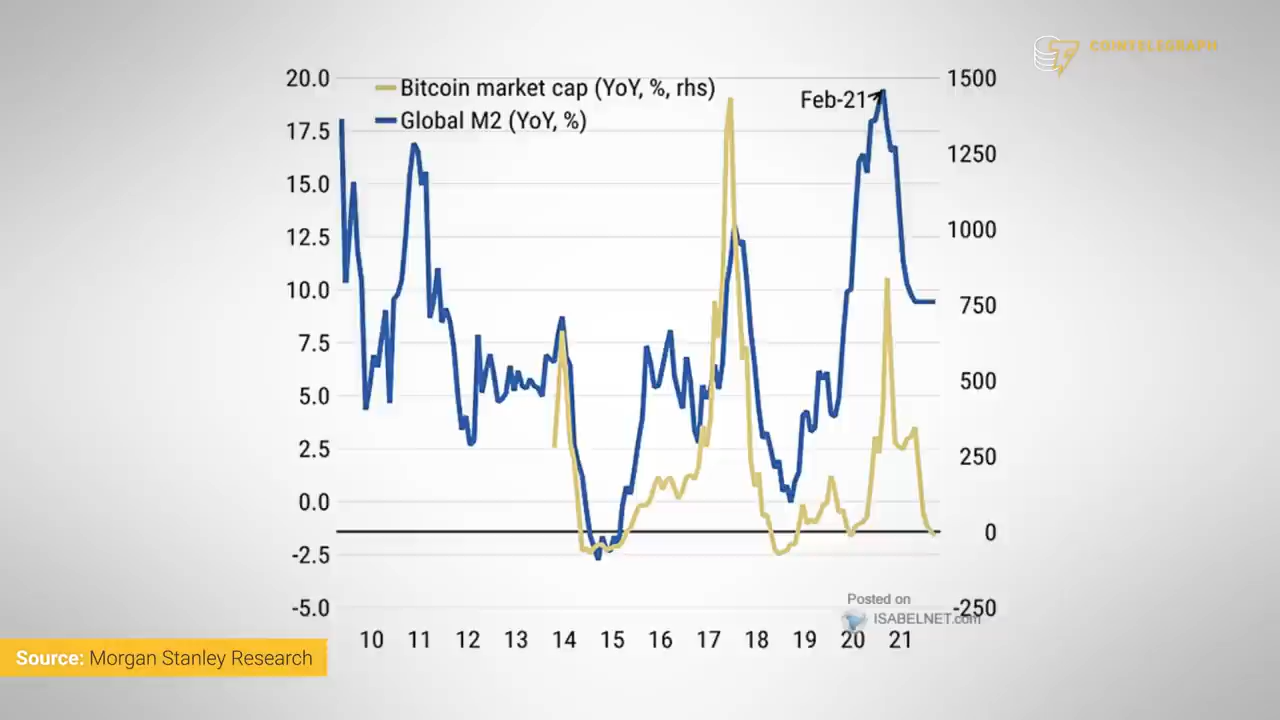 COINTELEGRAPH
20.0
17.5
15.0
12.5
10.0
7.5
5.0
2.5
0.0
-2.5
-5.0
Bitcoin market cap (YoY, %, rhs)
Global M2 (YoY, %)
Feb-21
1500
1250
1000
750
500
250
0
-250
Posted on
ISABELNET.com
10 11 12 13 14 15 16 17 18 19 20 21
Source: Morgan Stanley Research